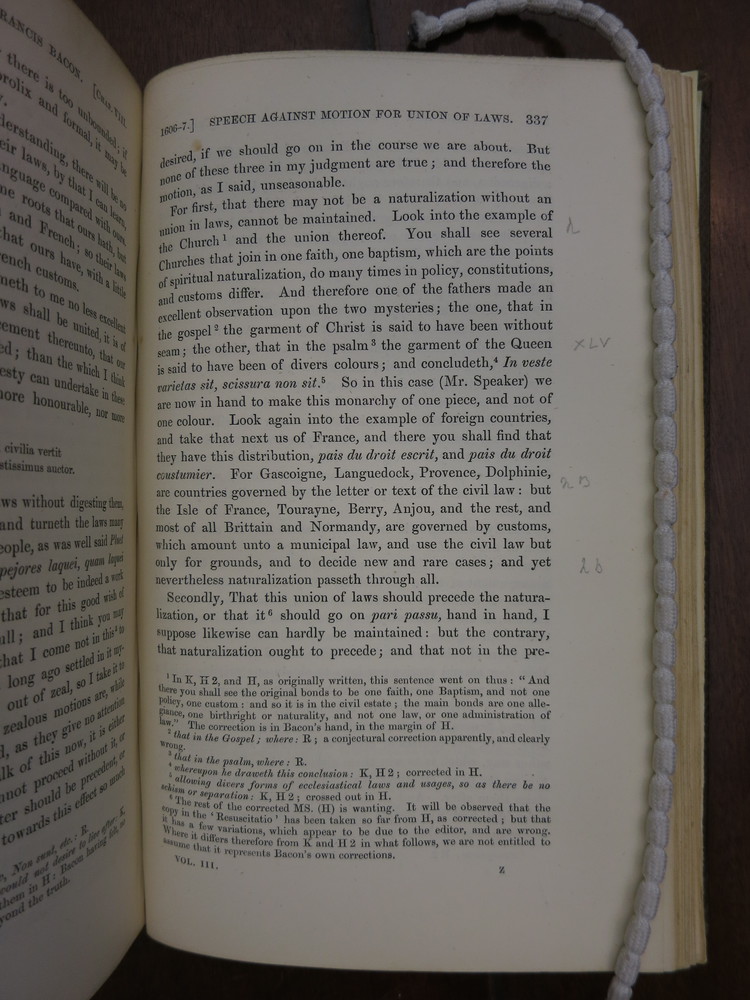 FRANCIS BACON. [CHAP. VIII.
there is too unbounded; if
prolix and formal, it may be
there will be no
eir laws, by that I can learn,
anguage compared with ours,
ne roots that ours hath, but
and French; so their laws
hat ours have, with a little
ench customs.
meth to me no less excellent
ws shall be united, it is of
cement thereunto, that our
ed; than the which I think
esty can undertake in these
ore honourable, nor more
civilia vertit
stissimus auctor.
ws without digesting them,
and turneth the laws many
eople, as was well said Pluet
pejores laquei, quam laquei
esteem to be indeed a work
that for this good wish of
ull; and I think you may
that I come not in this to
long ago settled in it my-
out of zeal, so I take it to
zealous motions are, while
d, as they give no attention
lk of this now, it is either
nnot proceed without it, or
ter should be precedent, or
towards this effect so much
could not desire to live after. K.
them in H: Bacon having
yond the truth.
1606-7.] SPEECH AGAINST MOTION FOR UNION OF LAWS. 337
desired, if we should go on in the course we are about. But
none of these three in my judgment are true; and therefore the
motion, as I said, unseasonable.
For first, that there may not be a naturalization without an
union in laws, cannot be maintained. Look into the example of
the Church1 and the union thereof. You shall see several
Churches that join in one faith, one baptism, which are the points
of spiritual naturalization, do many times in policy, constitutions,
and customs differ. And therefore one of the fathers made an
excellent observation upon the two mysteries; the one, that in
the gospel2 the garment of Christ is said to have been without
seam; the other, that in the psalm3 the garment of the Queen
XLV
is said to have been of divers colours; and concludeth,4 In veste
varietas sit, scissura non sit.5 So in this case (Mr. Speaker) we
are now in hand to make this monarchy of one piece, and not of
one colour. Look again into the example of foreign countries,
and take that next us of France, and there you shall find that
they have this distribution, pais du droit escrit, and pais du droit
coustumier. For Gascoigne, Languedock, Provence, Dolphinie,
are countries governed by the letter or text of the civil law: but
the Isle of France, Tourayne, Berry, Anjou, and the rest, and
most of all Brittain and Normandy, are governed by customs,
which amount unto a municipal law, and use the civil law but
only for grounds, and to decide new and rare cases; and yet
nevertheless naturalization passeth through all.
Secondly, That this union of laws should precede the natura-
lization, or that it6 should go on pari passu, hand in hand, I
suppose likewise can hardly be maintained: but the contrary,
that naturalization ought to precede; and that not in the pre-
1 In K, H 2, and H, as originally written, this sentence went on thus: “And
there you shall see the original bonds to be one faith, one Baptism, and not one
policy, one custom: and so it is in the civil estate; the main bonds are one alle-
giance, one birthright or naturality, and not one law, or one administration of
law.” The correction is in Bacon's hand, in the margin of H.
2 that in the Gospel; where: R; a conjectural correction apparently, and clearly
wrong.
3 that in the psalm, where: R.
4 whereupon he draweth this conclusion: K, H 2; corrected in H.
5 allowing divers forms of ecclesiastical laws and usages, so as there be no
schism or separation: K, H 2; crossed out in H.
6 The rest of the corrected MS. (H) is wanting. It will be observed that the
copy in the ‘Resuscitatio’ has been taken so far from H, as corrected; but that
it has a few variations, which appear to be due to the editor, and are wrong.
Where it differs therefore from K and H 2 in what follows, we are not entitled to
assume that it represents Bacon's own corrections.
VOL. III. Z